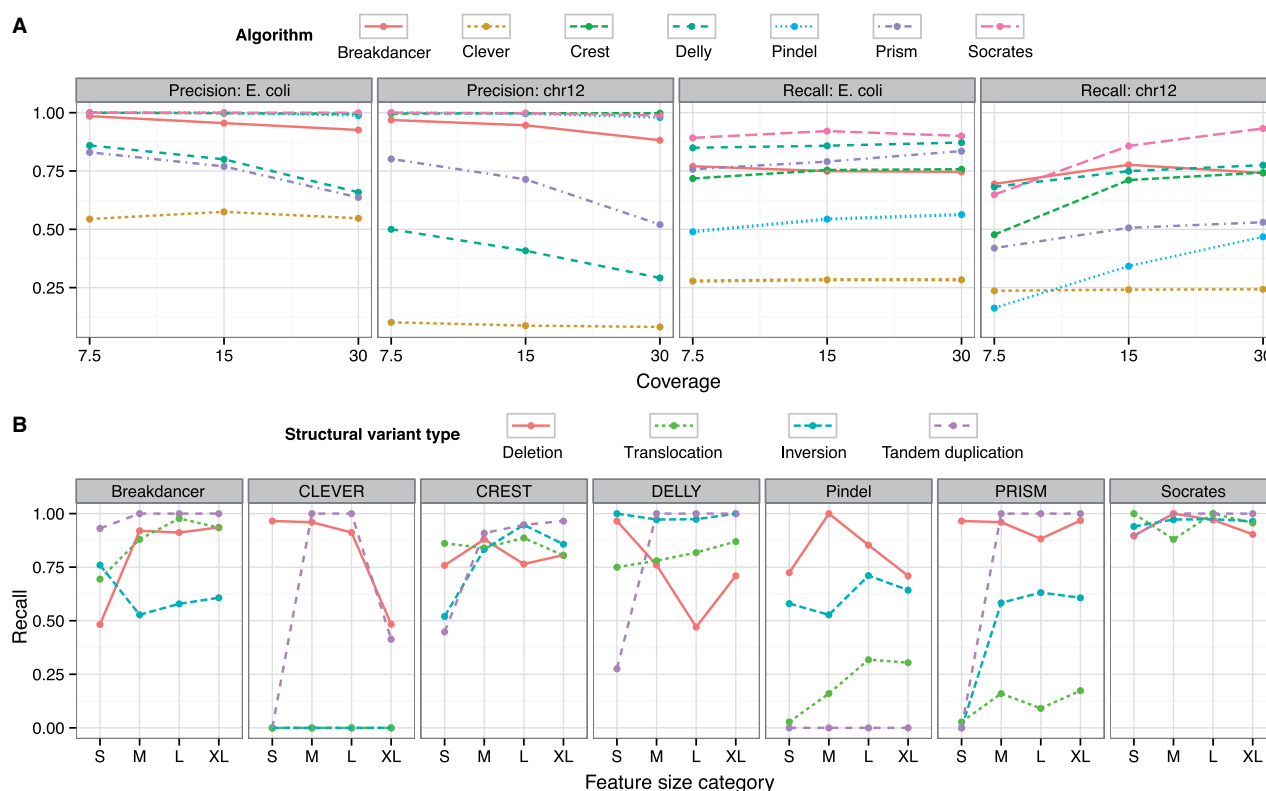 A
Algorithm
Breakdancer Clever Crest Delly Pindel Prism Socrates
Precision: E. coli Precision: chr12 Recall: E. coli Recall: chr12
1.00
0.75
0.50
0.25
7.5 15 30 7.5 15 30 7.5 15 30 7.5 15 30
Coverage
B
Structural variant type
Deletion Translocation Inversion Tandem duplication
Breakdancer CLEVER CREST DELLY Pindel PRISM Socrates
Recall
1.00
0.75
0.50
0.25
0.00
S M L XL S M L XL S M L XL S M L XL S M L XL S M L XL S M L XL
Feature size category